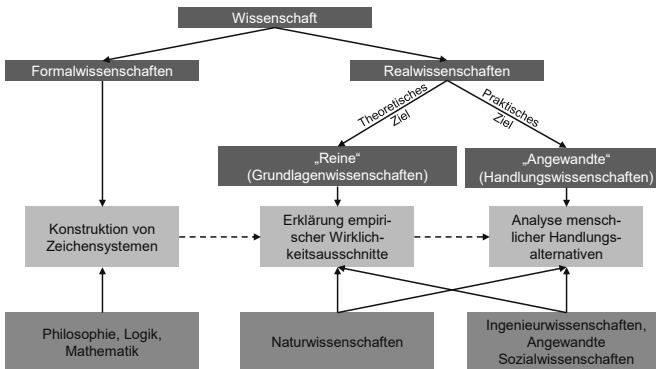 Wissenschaft
Formalwissenschaften
Realwissenschaften
Theoretisches
Ziel
Praktisches
Ziel
„Reine“
(Grundlagenwissenschaften)
„Angewandte“
(Handlungswissenschaften)
Konstruktion von
Zeichensystemen
Erklärung empiri-
scher Wirklich-
keitsausschnitte
Analyse mensch-
licher Handlungs-
alternativen
Philosophie, Logik,
Mathematik
Naturwissenschaften
Ingenieurwissenschaften,
Angewandte
Sozialwissenschaften